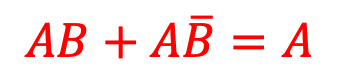 AB + AB̅ = A